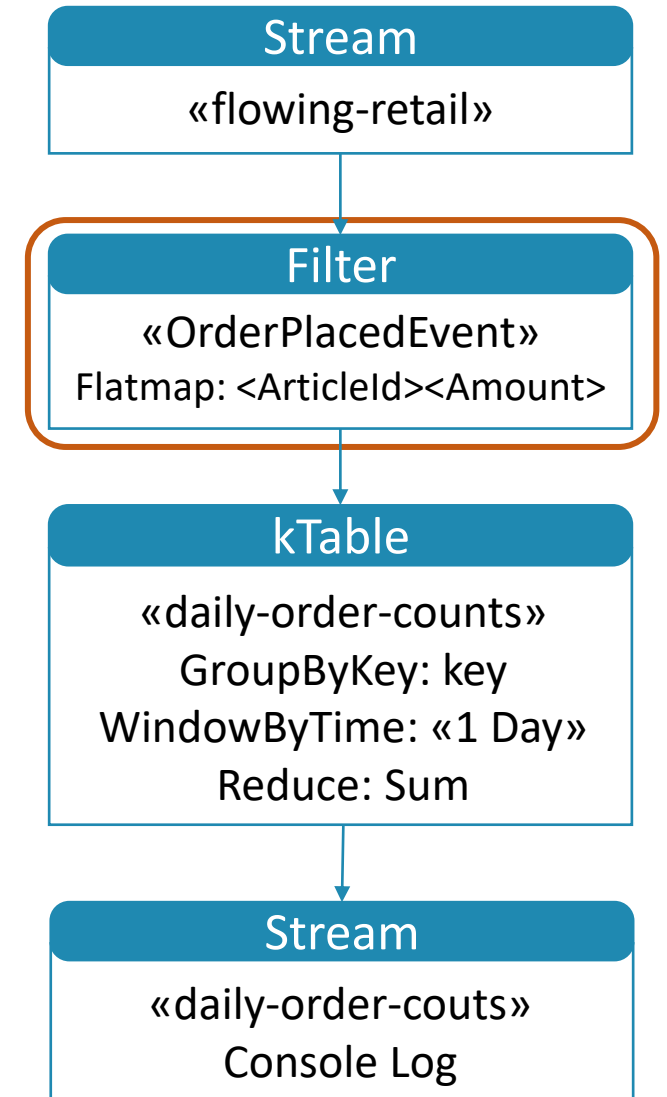 Stream
«flowing-retail»
Filter
«OrderPlacedEvent»
Flatmap: <ArticleId><Amount>
kTable
«daily-order-counts»
GroupByKey: key
WindowByTime: «1 Day»
Reduce: Sum
Stream
«daily-order-couts»
Console Log